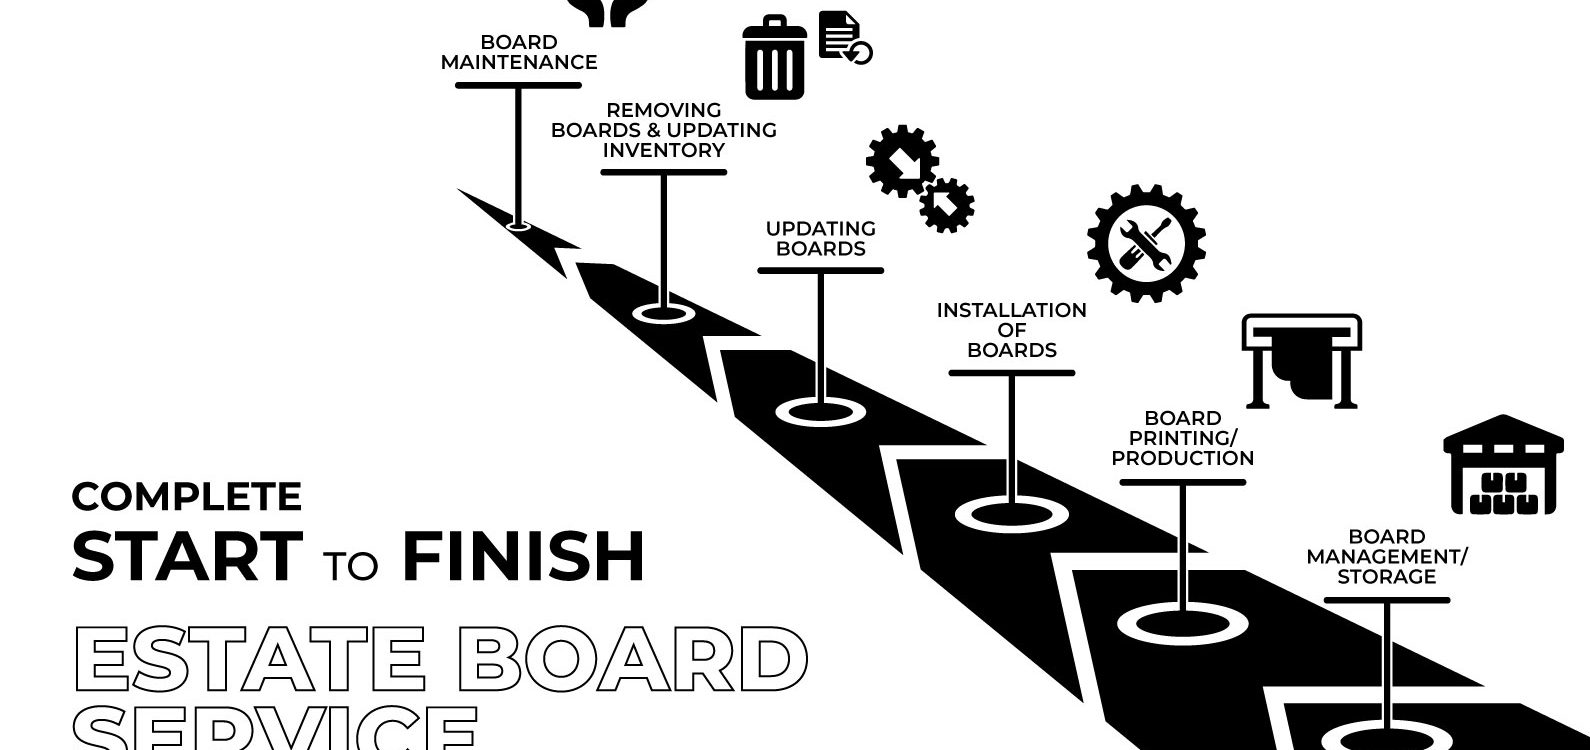 BOARD
MAINTENANCE
REMOVING
BOARDS & UPDATING
INVENTORY
UPDATING
BOARDS
INSTALLATION
OF
BOARDS
BOARD
PRINTING/
PRODUCTION
BOARD
MANAGEMENT/
STORAGE
COMPLETE
START TO FINISH
ESTATE BOARD
SERVICE